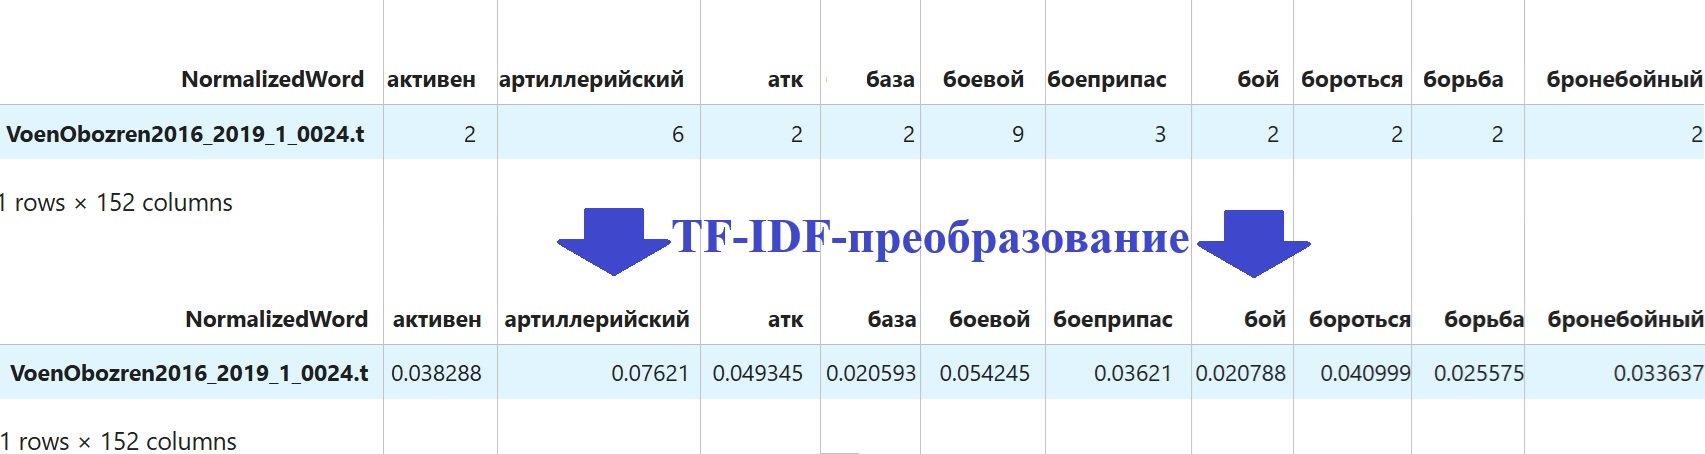 NormalizedWord активен артиллерийский атк база боевой боеприпас бой бороться борьба бронебойный
VoenObozren2016_2019_1_0024.t 2 6 2 2 9 3 2 2 2 2
1 rows × 152 columns
TF-IDF-преобразование
NormalizedWord активен артиллерийский атк база боевой боеприпас бой бороться борьба бронебойный
VoenObozren2016_2019_1_0024.t 0.038288 0.07621 0.049345 0.020593 0.054245 0.03621 0.020788 0.040999 0.025575 0.033637
1 rows × 152 columns